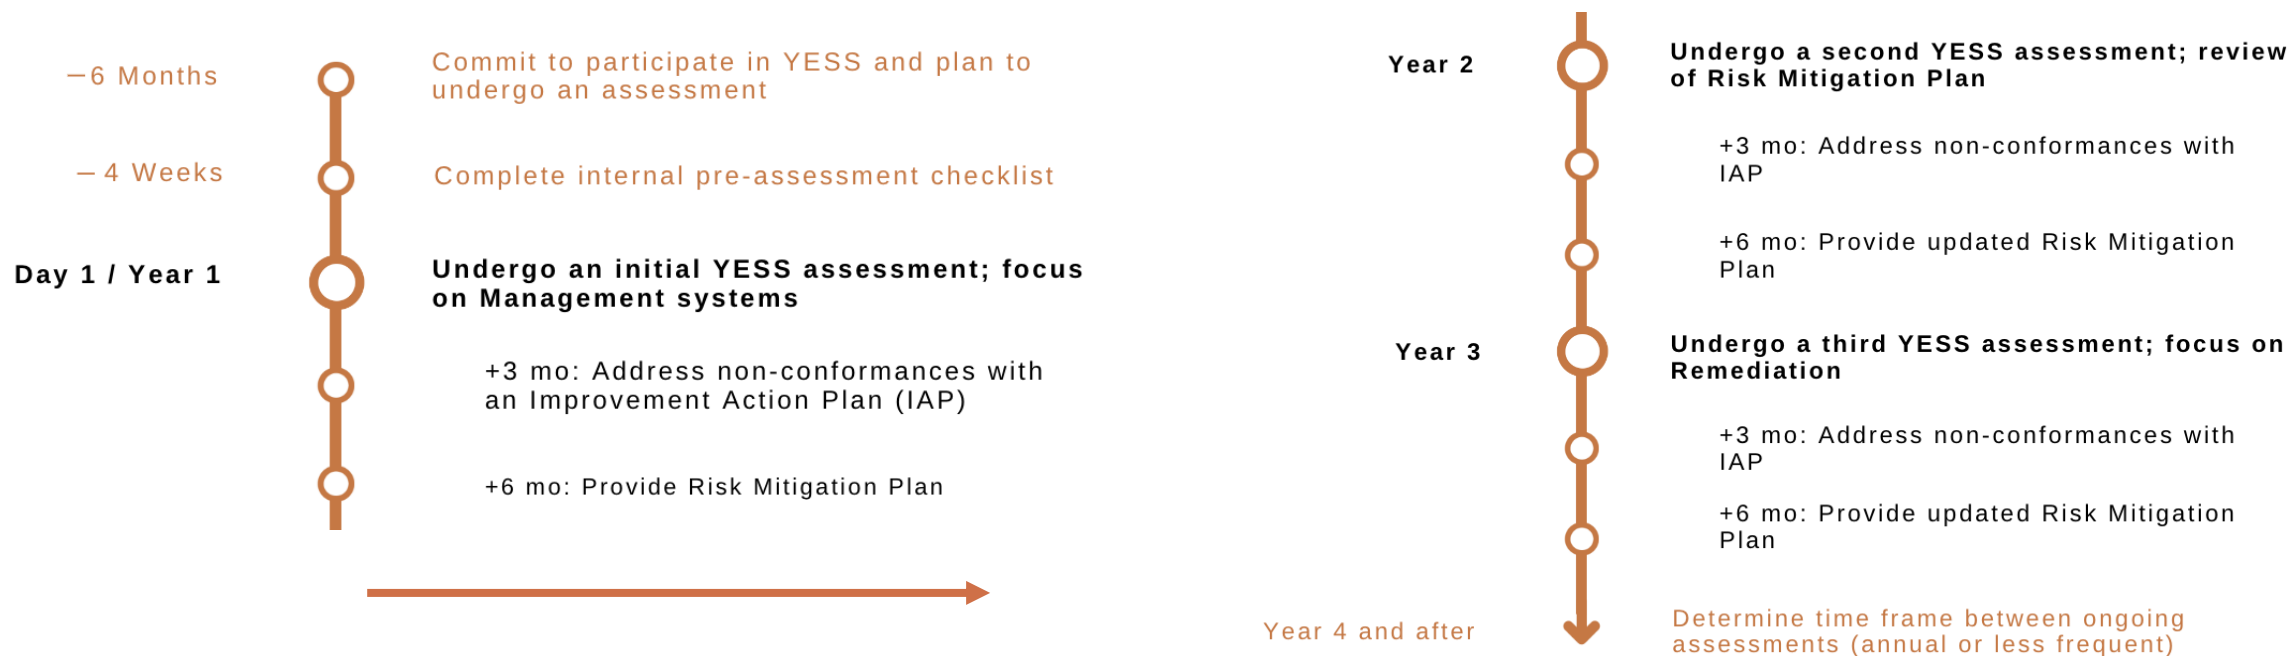 —6 Months
Commit to participate in YESS and plan to
undergo an assessment
— 4 Weeks
Complete internal pre-assessment checklist
Day 1 / Year 1
Undergo an initial YESS assessment; focus
on Management systems
+3 mo: Address non-conformances with
an Improvement Action Plan (IAP)
+6 mo: Provide Risk Mitigation Plan
Year 2
Undergo a second YESS assessment; review
of Risk Mitigation Plan
+3 mo: Address non-conformances with
IAP
+6 mo: Provide updated Risk Mitigation
Plan
Year 3
Undergo a third YESS assessment; focus on
Remediation
+3 mo: Address non-conformances with
IAP
+6 mo: Provide updated Risk Mitigation
Plan
Year 4 and after
Determine time frame between ongoing
assessments (annual or less frequent)